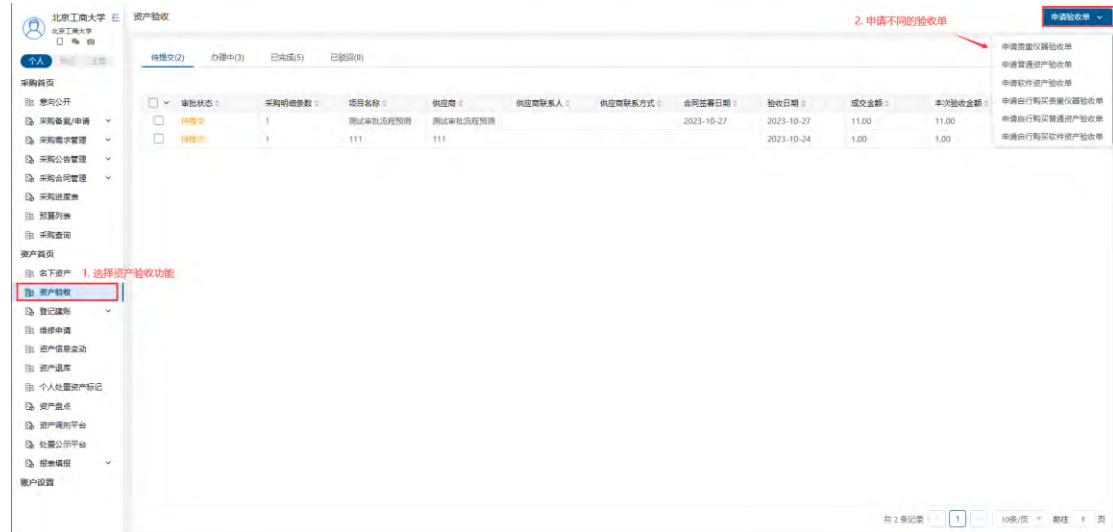 北京工商大学
北京工商大学
个人
采购首页
意向公开
采购备案/申请
采购需求管理
采购公告管理
采购合同管理
采购进度表
预算列表
采购查询
资产首页
名下资产
1. 选择资产验收功能
资产验收
登记建账
维修申请
资产信息变动
资产退库
个人处置资产标记
资产盘点
资产调剂平台
处置公示平台
报表填报
账户设置
资产验收
2. 申请不同的验收单
申请验收单
申请贵重仪器验收单
申请普通资产验收单
申请软件资产验收单
申请自行购买贵重仪器验收单
申请自行购买普通资产验收单
申请自行购买软件资产验收单
待提交(2) 办理中(3) 已完成(5) 已驳回(0)
审批状态 采购明细条数 项目名称 供应商 供应商联系人 供应商联系方式 合同签署日期 验收日期 成交金额 本次验收金额
待提交 1 测试审批流程预测 测试审批流程预测 2023-10-27 2023-10-27 11.00 11.00
待提交 1 111 111 2023-10-24 1.00 1.00
共 2 条记录 1 10条/页 前往 1 页